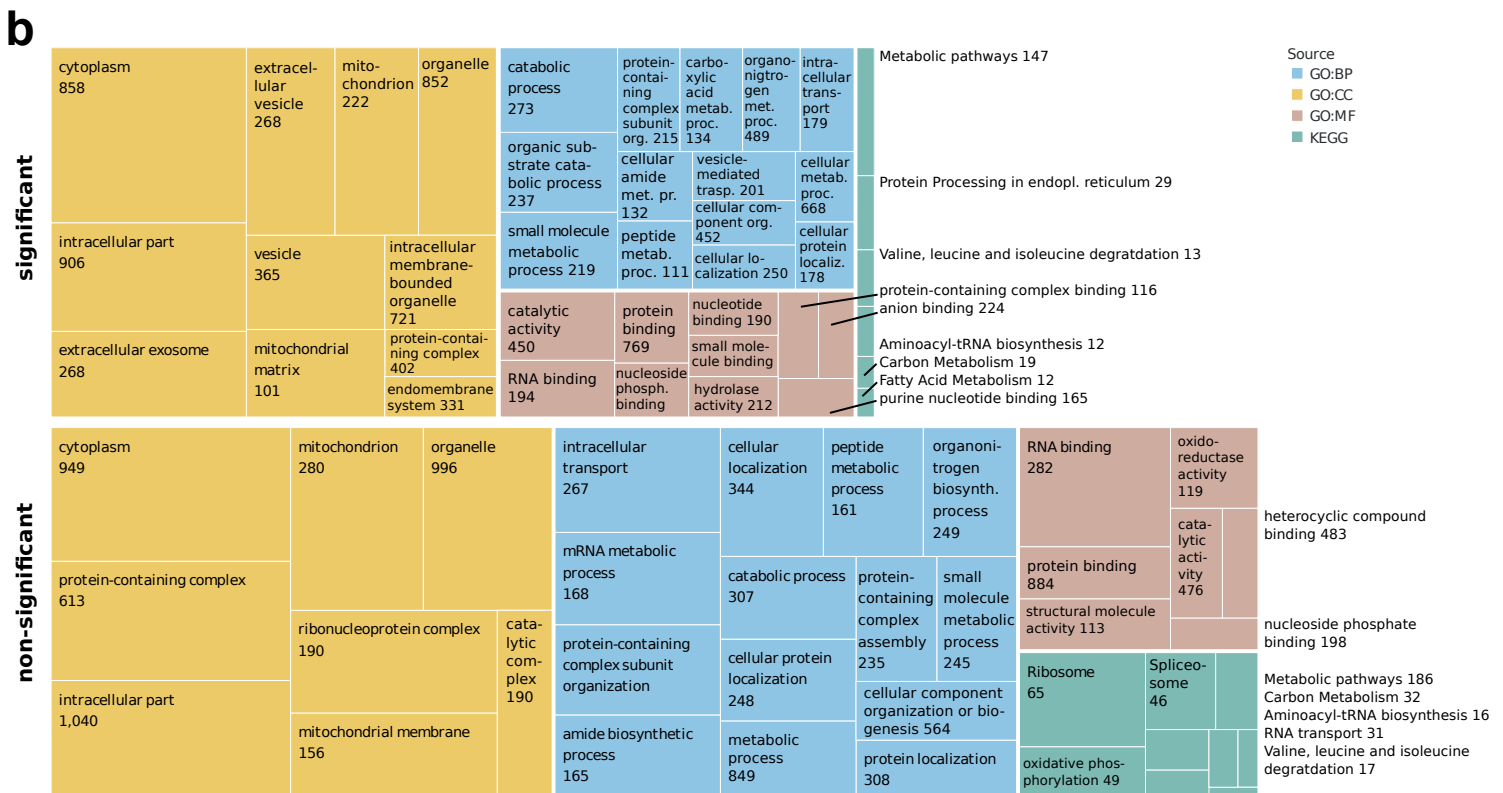 b
significant
cytoplasm
858
intracellular part
906
extracellular exosome
268
extracel-
lular
vesicle
268
mito-
chondrion
222
organelle
852
vesicle
365
mitochondrial
matrix
101
intracellular
membrane-
bounded
organelle
721
protein-contai-
ning complex
402
endomembrane
system 331
catabolic
process
273
organic sub-
strate cata-
bolic process
237
small molecule
metabolic
process 219
protein-
contai-
ning
complex
subunit
org. 215
carbo-
xylic
acid
metab.
proc.
134
organo-
nigtro-
gen
met.
proc.
489
intra-
cellular
trans-
port
179
cellular
amide
met. pr.
132
peptide
metab.
proc. 111
vesicle-
mediated
trasp. 201
cellular com-
ponent org.
452
cellular lo-
calization 250
cellular
metab.
proc.
668
cellular
protein
localiz.
178
catalytic
activity
450
RNA binding
194
protein
binding
769
nucleoside
phosph.
binding
nucleotide
binding 190
small mole-
cule binding
hydrolase
activity 212
Metabolic pathways 147
Protein Processing in endopl. reticulum 29
Valine, leucine and isoleucine degratdation 13
protein-containing complex binding 116
anion binding 224
Aminoacyl-tRNA biosynthesis 12
Carbon Metabolism 19
Fatty Acid Metabolism 12
purine nucleotide binding 165
Source
GO:BP
GO:CC
GO:MF
KEGG
non-significant
cytoplasm
949
protein-containing complex
613
intracellular part
1,040
mitochondrion
280
organelle
996
ribonucleoprotein complex
190
mitochondrial membrane
156
cata-
lytic
com-
plex
190
intracellular
transport
267
mRNA metabolic
process
168
protein-containing
complex subunit
organization
amide biosynthetic
process
165
cellular
localization
344
peptide
metabolic
process
161
organoni-
trogen
biosynth.
process
249
catabolic process
307
cellular protein
localization
248
metabolic
process
849
protein-
containing
complex
assembly
235
small
molecule
metabolic
process
245
cellular component
organization or bio-
genesis 564
protein localization
308
RNA binding
282
protein binding
884
structural molecule
activity 113
oxido-
reductase
activity
119
cata-
lytic
acti-
vity
476
heterocyclic compound
binding 483
nucleoside phosphate
binding 198
Ribosome
65
oxidative phos-
phorylation 49
Spliceo-
some
46
Metabolic pathways 186
Carbon Metabolism 32
Aminoacyl-tRNA biosynthesis 16
RNA transport 31
Valine, leucine and isoleucine
degratdation 17